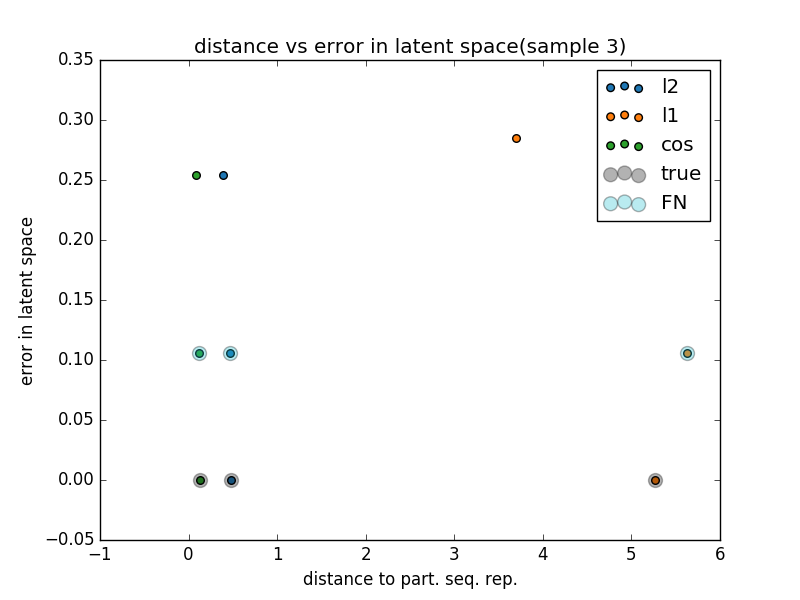 distance vs error in latent space(sample 3)
0.35
0.30
0.25
0.20
0.15
0.10
0.05
0.00
−0.05
error in latent space
l2
l1
cos
true
FN
−1 0 1 2 3 4 5 6
distance to part. seq. rep.